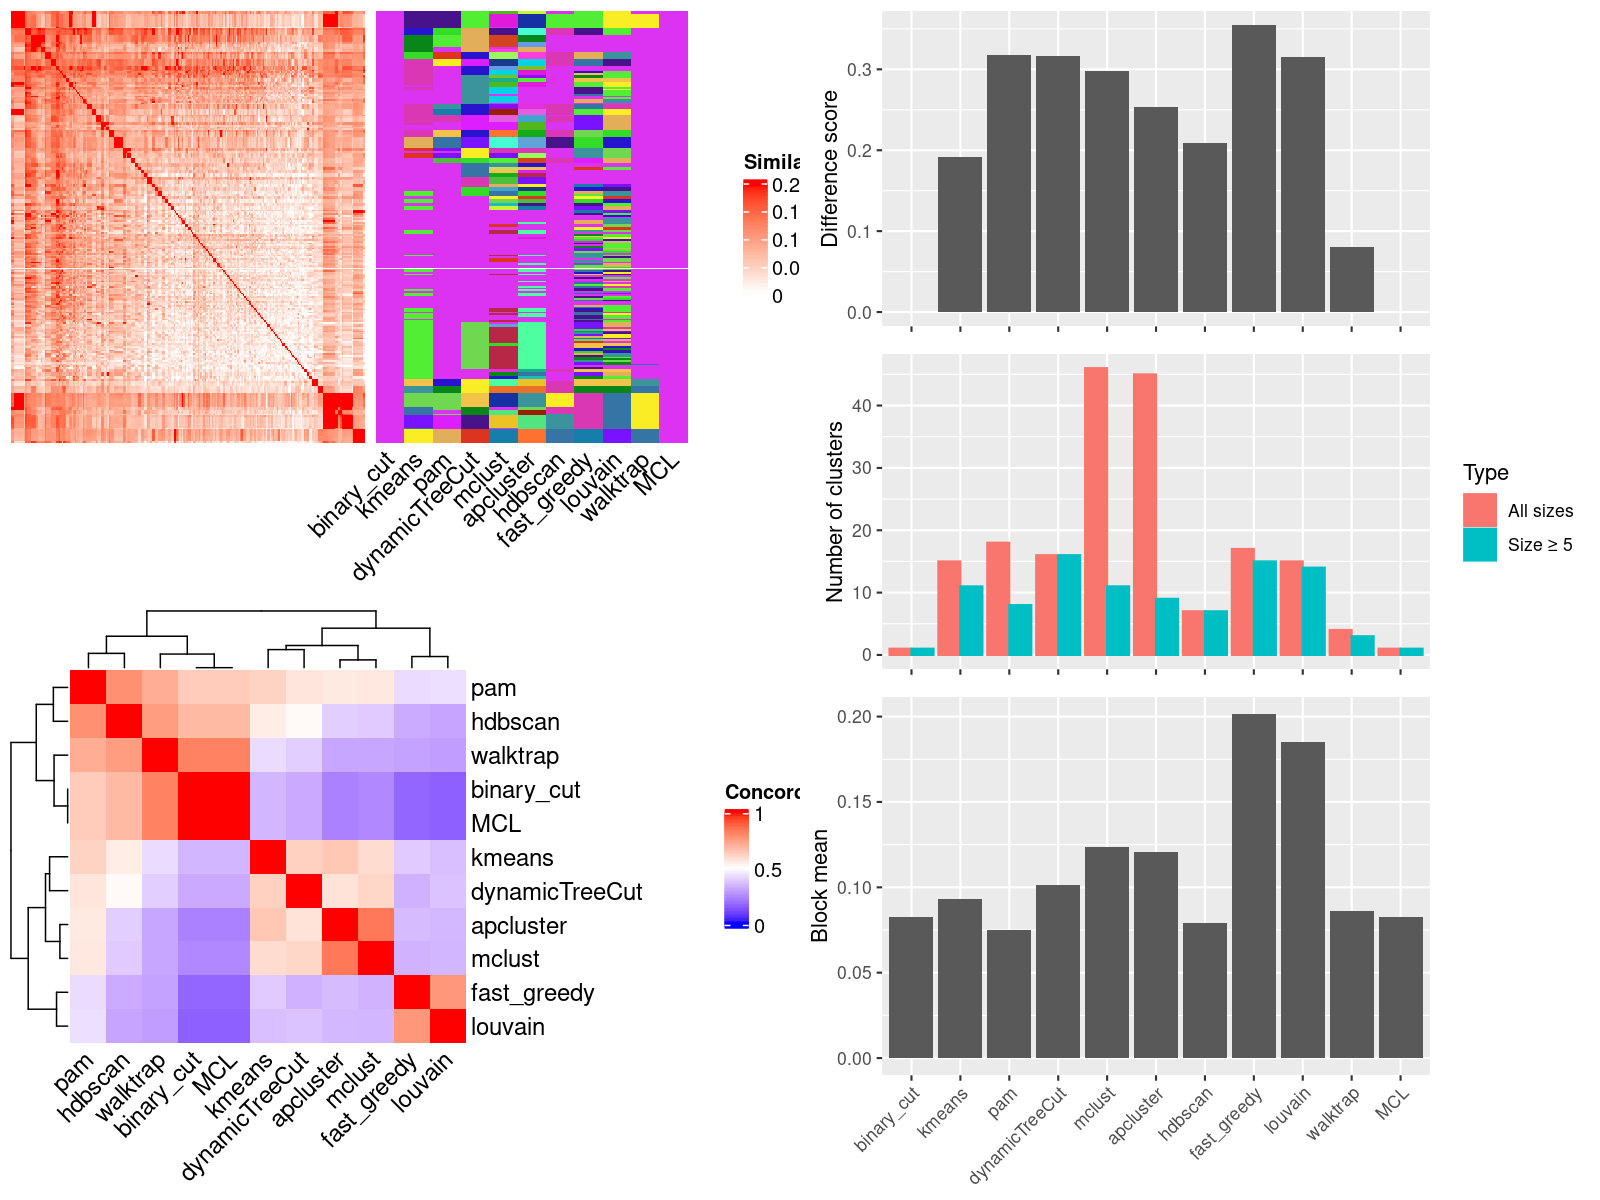 Simila
0.2
0.1
0.1
0.0
0
binary_cut
kmeans
pam
dynamicTreeCut
mclust
apcluster
hdbscan
fast_greedy
louvain
walktrap
MCL
pam
hdbscan
walktrap
binary_cut
MCL
kmeans
dynamicTreeCut
apcluster
mclust
fast_greedy
louvain
pam
hdbscan
walktrap
binary_cut
MCL
kmeans
dynamicTreeCut
apcluster
mclust
fast_greedy
louvain
Concord
1
0.5
0
Difference score
0.3
0.2
0.1
0.0
Number of clusters
40
30
20
10
0
Type
All sizes
Size ≥ 5
Block mean
0.20
0.15
0.10
0.05
0.00
binary_cut
kmeans
pam
dynamicTreeCut
mclust
apcluster
hdbscan
fast_greedy
louvain
walktrap
MCL